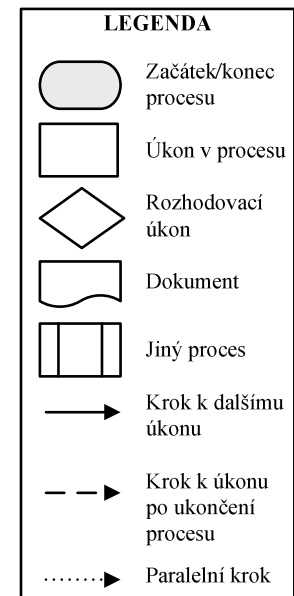 LEGENDA
Začátek/konec
procesu
Úkon v procesu
Rozhodovací
úkon
Dokument
Jiný proces
Krok k dalšímu
úkonu
Krok k úkonu
po ukončení
procesu
Paralelní krok